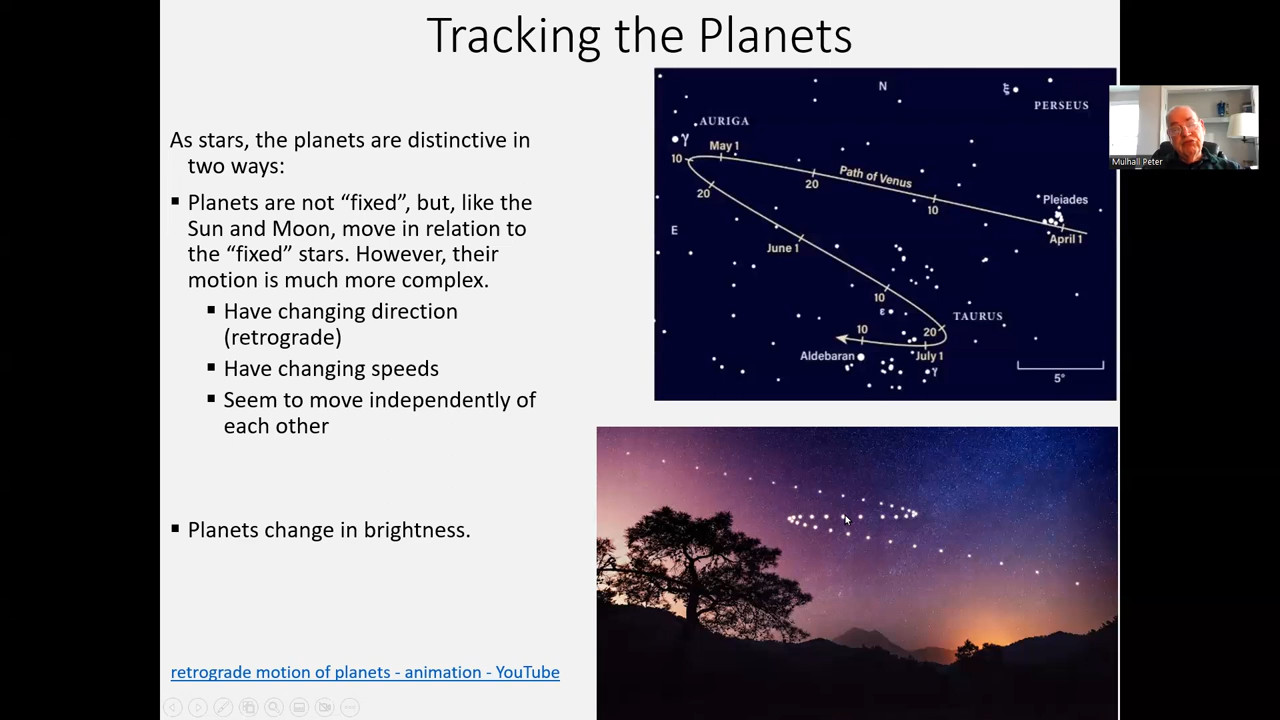 Tracking the Planets
As stars, the planets are distinctive in
two ways:
▪ Planets are not “fixed”, but, like the
Sun and Moon, move in relation to
the “fixed” stars. However, their
motion is much more complex.
▪ Have changing direction
(retrograde)
▪ Have changing speeds
▪ Seem to move independently of
each other
▪ Planets change in brightness.
retrograde motion of planets - animation - YouTube
N
ξ
PERSEUS
AURIGA
γ
May 1
10
20
Path of Venus
20
10
Pleiades
April 1
E
June 1
10
ε
TAURUS
10
20
Aldebaran
July 1
γ
5°
Mulhall Peter